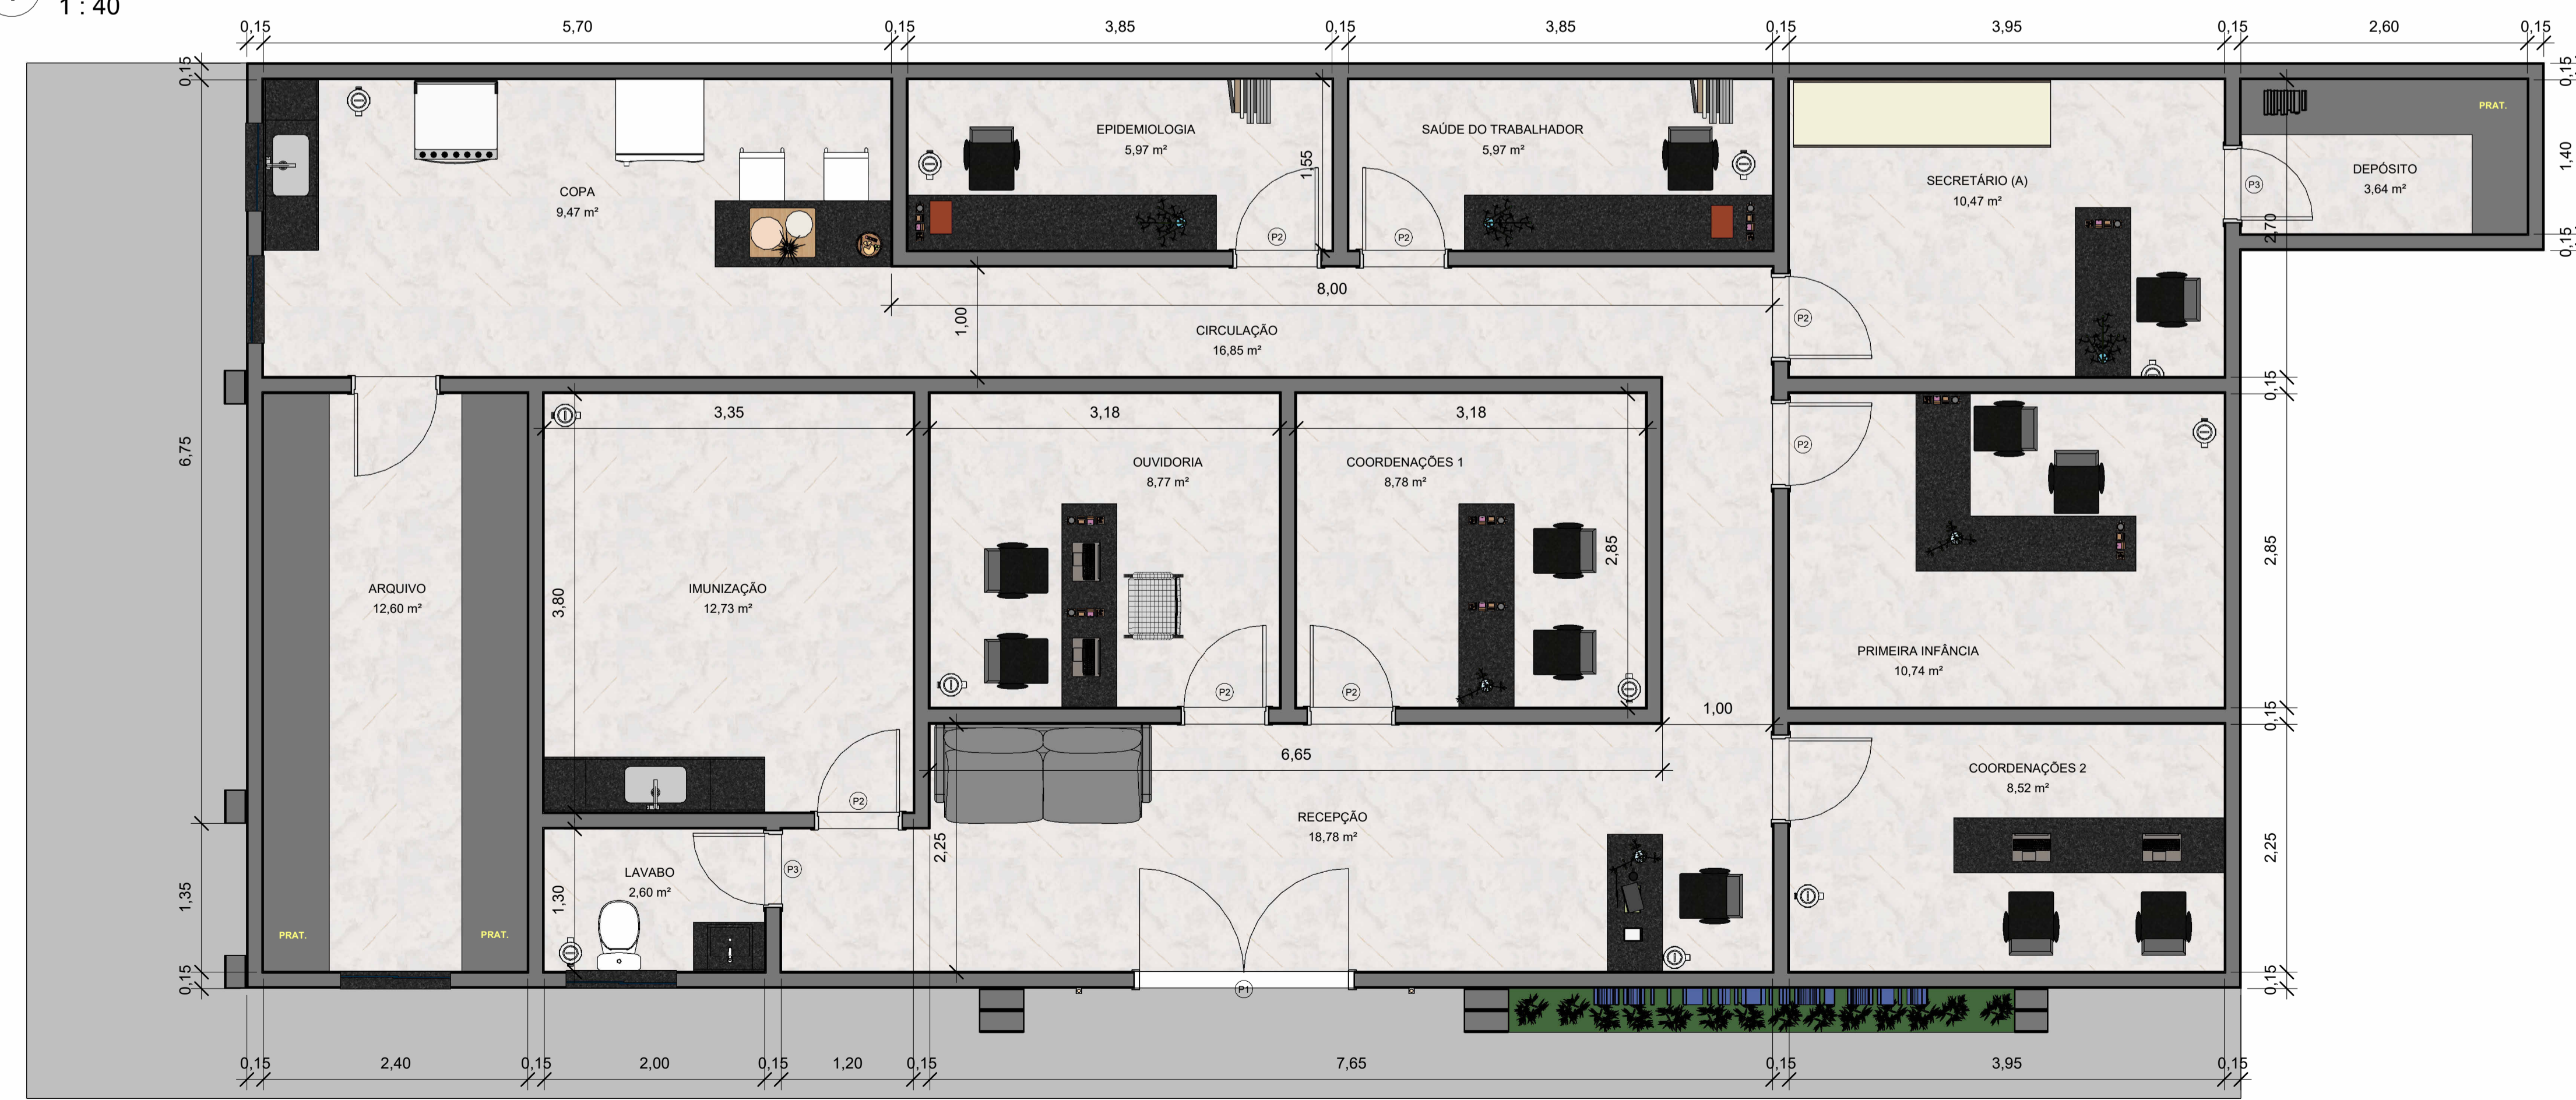 1 : 40
0,15 5,70 0,15 3,85 0,15 3,85 0,15 3,95 0,15 2,60 0,15
0,15
0,15
PRAT.
EPIDEMIOLOGIA
5,97 m²
SAÚDE DO TRABALHADOR
5,97 m²
1,55
1,40
COPA
9,47 m²
SECRETÁRIO (A)
10,47 m²
DEPÓSITO
3,64 m²
P3
P2
P2
2,70
0,15
8,00
1,00
P2
CIRCULAÇÃO
16,85 m²
0,15
3,35
3,18
3,18
6,75
P2
OUVIDORIA
8,77 m²
COORDENAÇÕES 1
8,78 m²
2,85
2,85
ARQUIVO
12,60 m²
3,80
IMUNIZAÇÃO
12,73 m²
PRIMEIRA INFÂNCIA
10,74 m²
P2
P2
1,00
0,15
6,65
COORDENAÇÕES 2
8,52 m²
P2
RECEPÇÃO
18,78 m²
2,25
2,25
P3
LAVABO
2,60 m²
1,35
1,30
PRAT.
PRAT.
0,15
0,15
P1
0,15 2,40 0,15 2,00 0,15 1,20 0,15 7,65 0,15 3,95 0,15